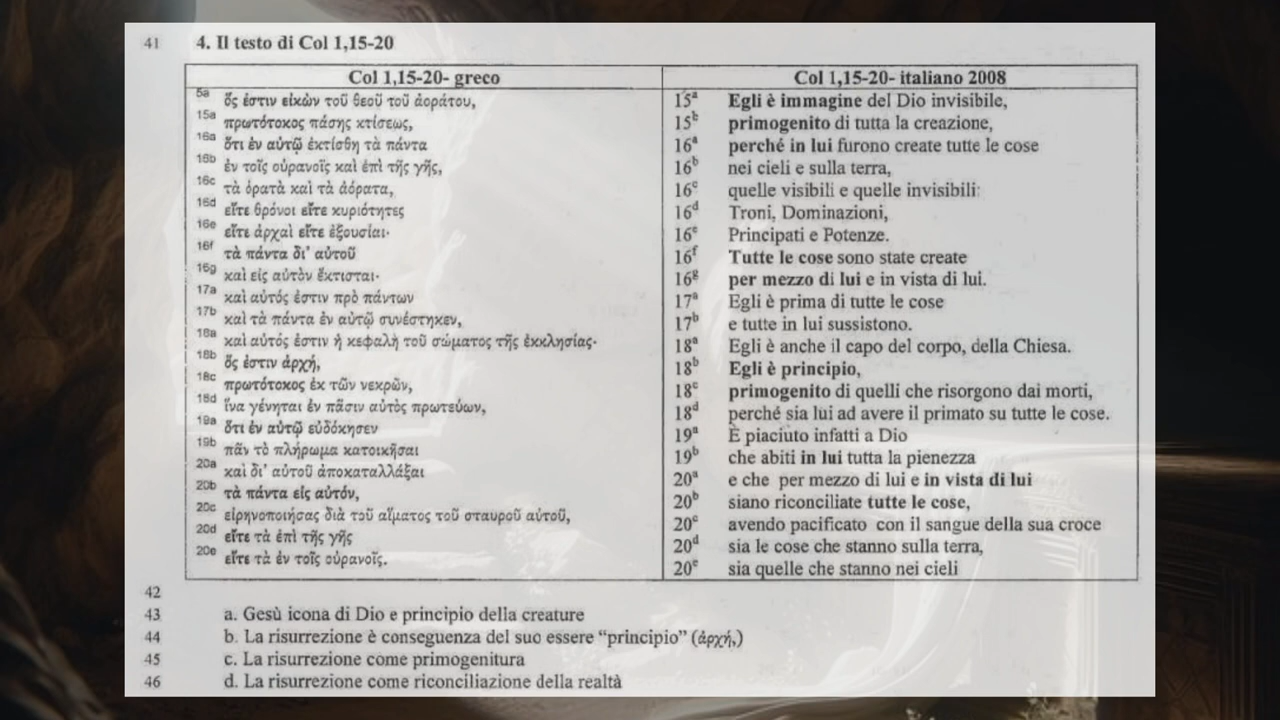 41 4. Il testo di Col 1,15-20
Col 1,15-20- greco
5a ὅς ἐστιν εἰκὼν τοῦ θεοῦ τοῦ ἀοράτου,
15a πρωτότοκος πάσης κτίσεως,
16a ὅτι ἐν αὐτῷ ἐκτίσθη τὰ πάντα
16b ἐν τοῖς οὐρανοῖς καὶ ἐπὶ τῆς γῆς,
16c τὰ ὁρατὰ καὶ τὰ ἀόρατα,
16d εἴτε θρόνοι εἴτε κυριότητες
16e εἴτε ἀρχαὶ εἴτε ἐξουσίαι·
16f τὰ πάντα δι' αὐτοῦ
16g καὶ εἰς αὐτὸν ἔκτισται·
17a καὶ αὐτός ἐστιν πρὸ πάντων
17b καὶ τὰ πάντα ἐν αὐτῷ συνέστηκεν,
18a καὶ αὐτός ἐστιν ἡ κεφαλὴ τοῦ σώματος τῆς ἐκκλησίας·
18b ὅς ἐστιν ἀρχή,
18c πρωτότοκος ἐκ τῶν νεκρῶν,
18d ἵνα γένηται ἐν πᾶσιν αὐτὸς πρωτεύων,
19a ὅτι ἐν αὐτῷ εὐδόκησεν
19b πᾶν τὸ πλήρωμα κατοικῆσαι
20a καὶ δι' αὐτοῦ ἀποκαταλλάξαι
20b τὰ πάντα εἰς αὐτόν,
20c εἰρηνοποιήσας διὰ τοῦ αἵματος τοῦ σταυροῦ αὐτοῦ,
20d εἴτε τὰ ἐπὶ τῆς γῆς
20e εἴτε τὰ ἐν τοῖς οὐρανοῖς.
Col 1,15-20- italiano 2008
15a Egli è immagine del Dio invisibile,
15b primogenito di tutta la creazione,
16a perché in lui furono create tutte le cose
16b nei cieli e sulla terra,
16c quelle visibili e quelle invisibili:
16d Troni, Dominazioni,
16e Principati e Potenze.
16f Tutte le cose sono state create
16g per mezzo di lui e in vista di lui.
17a Egli è prima di tutte le cose
17b e tutte in lui sussistono.
18a Egli è anche il capo del corpo, della Chiesa.
18b Egli è principio,
18c primogenito di quelli che risorgono dai morti,
18d perché sia lui ad avere il primato su tutte le cose.
19a È piaciuto infatti a Dio
19b che abiti in lui tutta la pienezza
20a e che per mezzo di lui e in vista di lui
20b siano riconciliate tutte le cose,
20c avendo pacificato con il sangue della sua croce
20d sia le cose che stanno sulla terra,
20e sia quelle che stanno nei cieli
42
43 a. Gesù icona di Dio e principio della creature
44 b. La risurrezione è conseguenza del suo essere “principio” (ἀρχή,)
45 c. La risurrezione come primogenitura
46 d. La risurrezione come riconciliazione della realtà